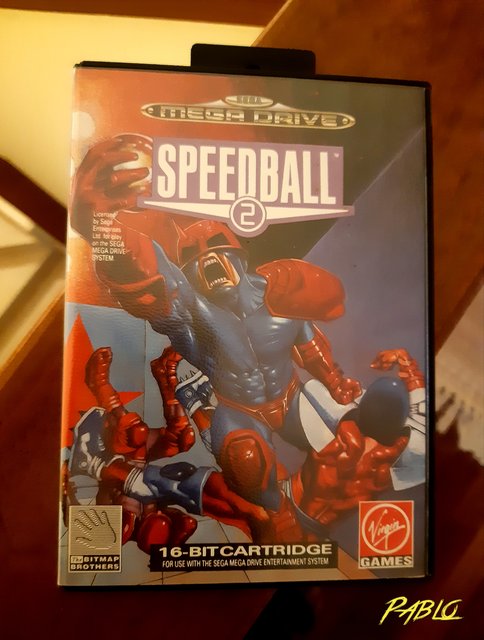 SEGA
MEGA DRIVE
SPEEDBALL™
2
Licensed
by Sega
Enterprises
Ltd for play
on the SEGA
MEGA DRIVE
SYSTEM
The BITMAP
BROTHERS
16-BIT CARTRIDGE
FOR USE WITH THE SEGA MEGA DRIVE ENTERTAINMENT SYSTEM
Virgin
GAMES
PABLO